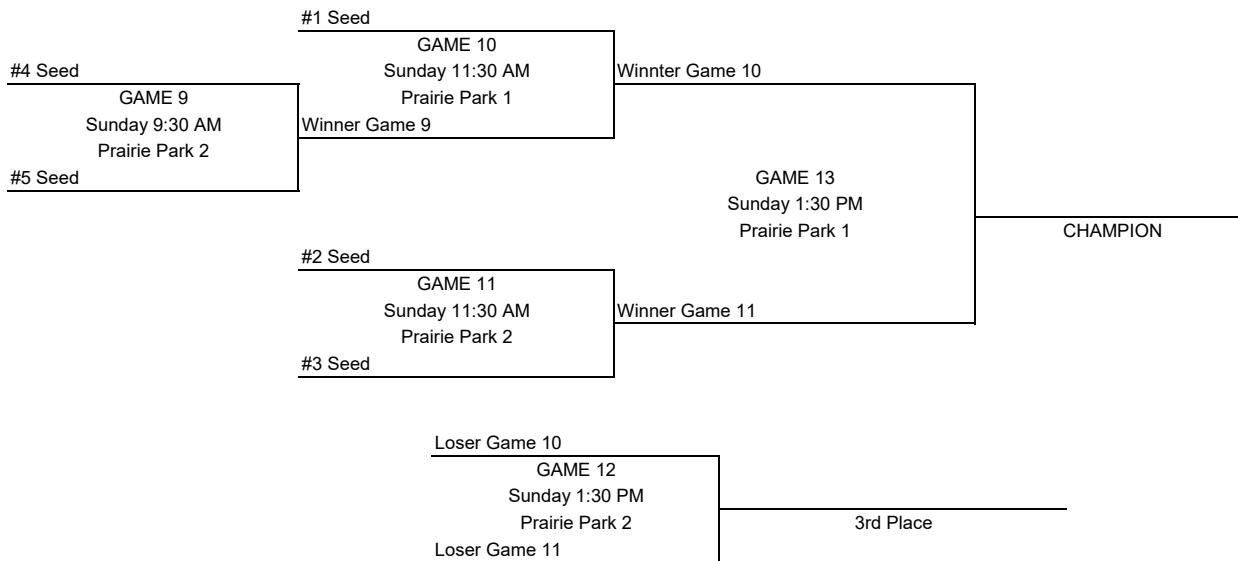 #1 Seed
GAME 10
#4 Seed
Sunday 11:30 AM
Winnter Game 10
GAME 9
Prairie Park 1
Sunday 9:30 AM
Winner Game 9
Prairie Park 2
#5 Seed
GAME 13
Sunday 1:30 PM
Prairie Park 1
CHAMPION
#2 Seed
GAME 11
Sunday 11:30 AM
Winner Game 11
Prairie Park 2
#3 Seed
Loser Game 10
GAME 12
Sunday 1:30 PM
Prairie Park 2
3rd Place
Loser Game 11